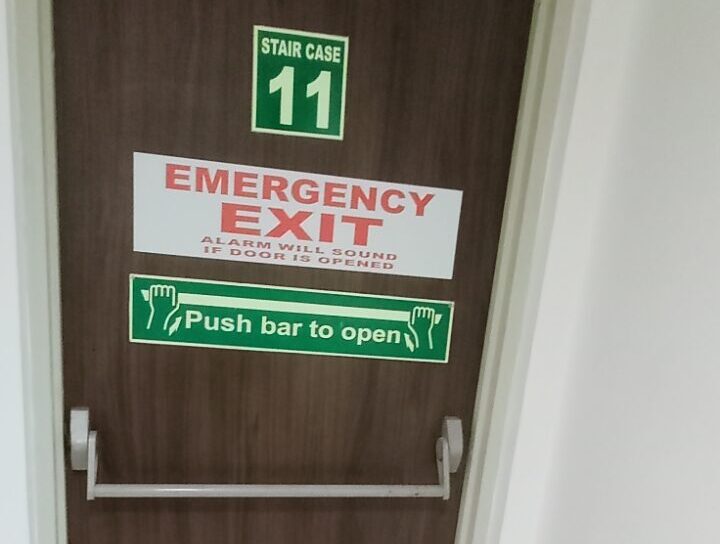 STAIR CASE
11
EMERGENCY
EXIT
ALARM WILL SOUND
IF DOOR IS OPENED
Push bar to open